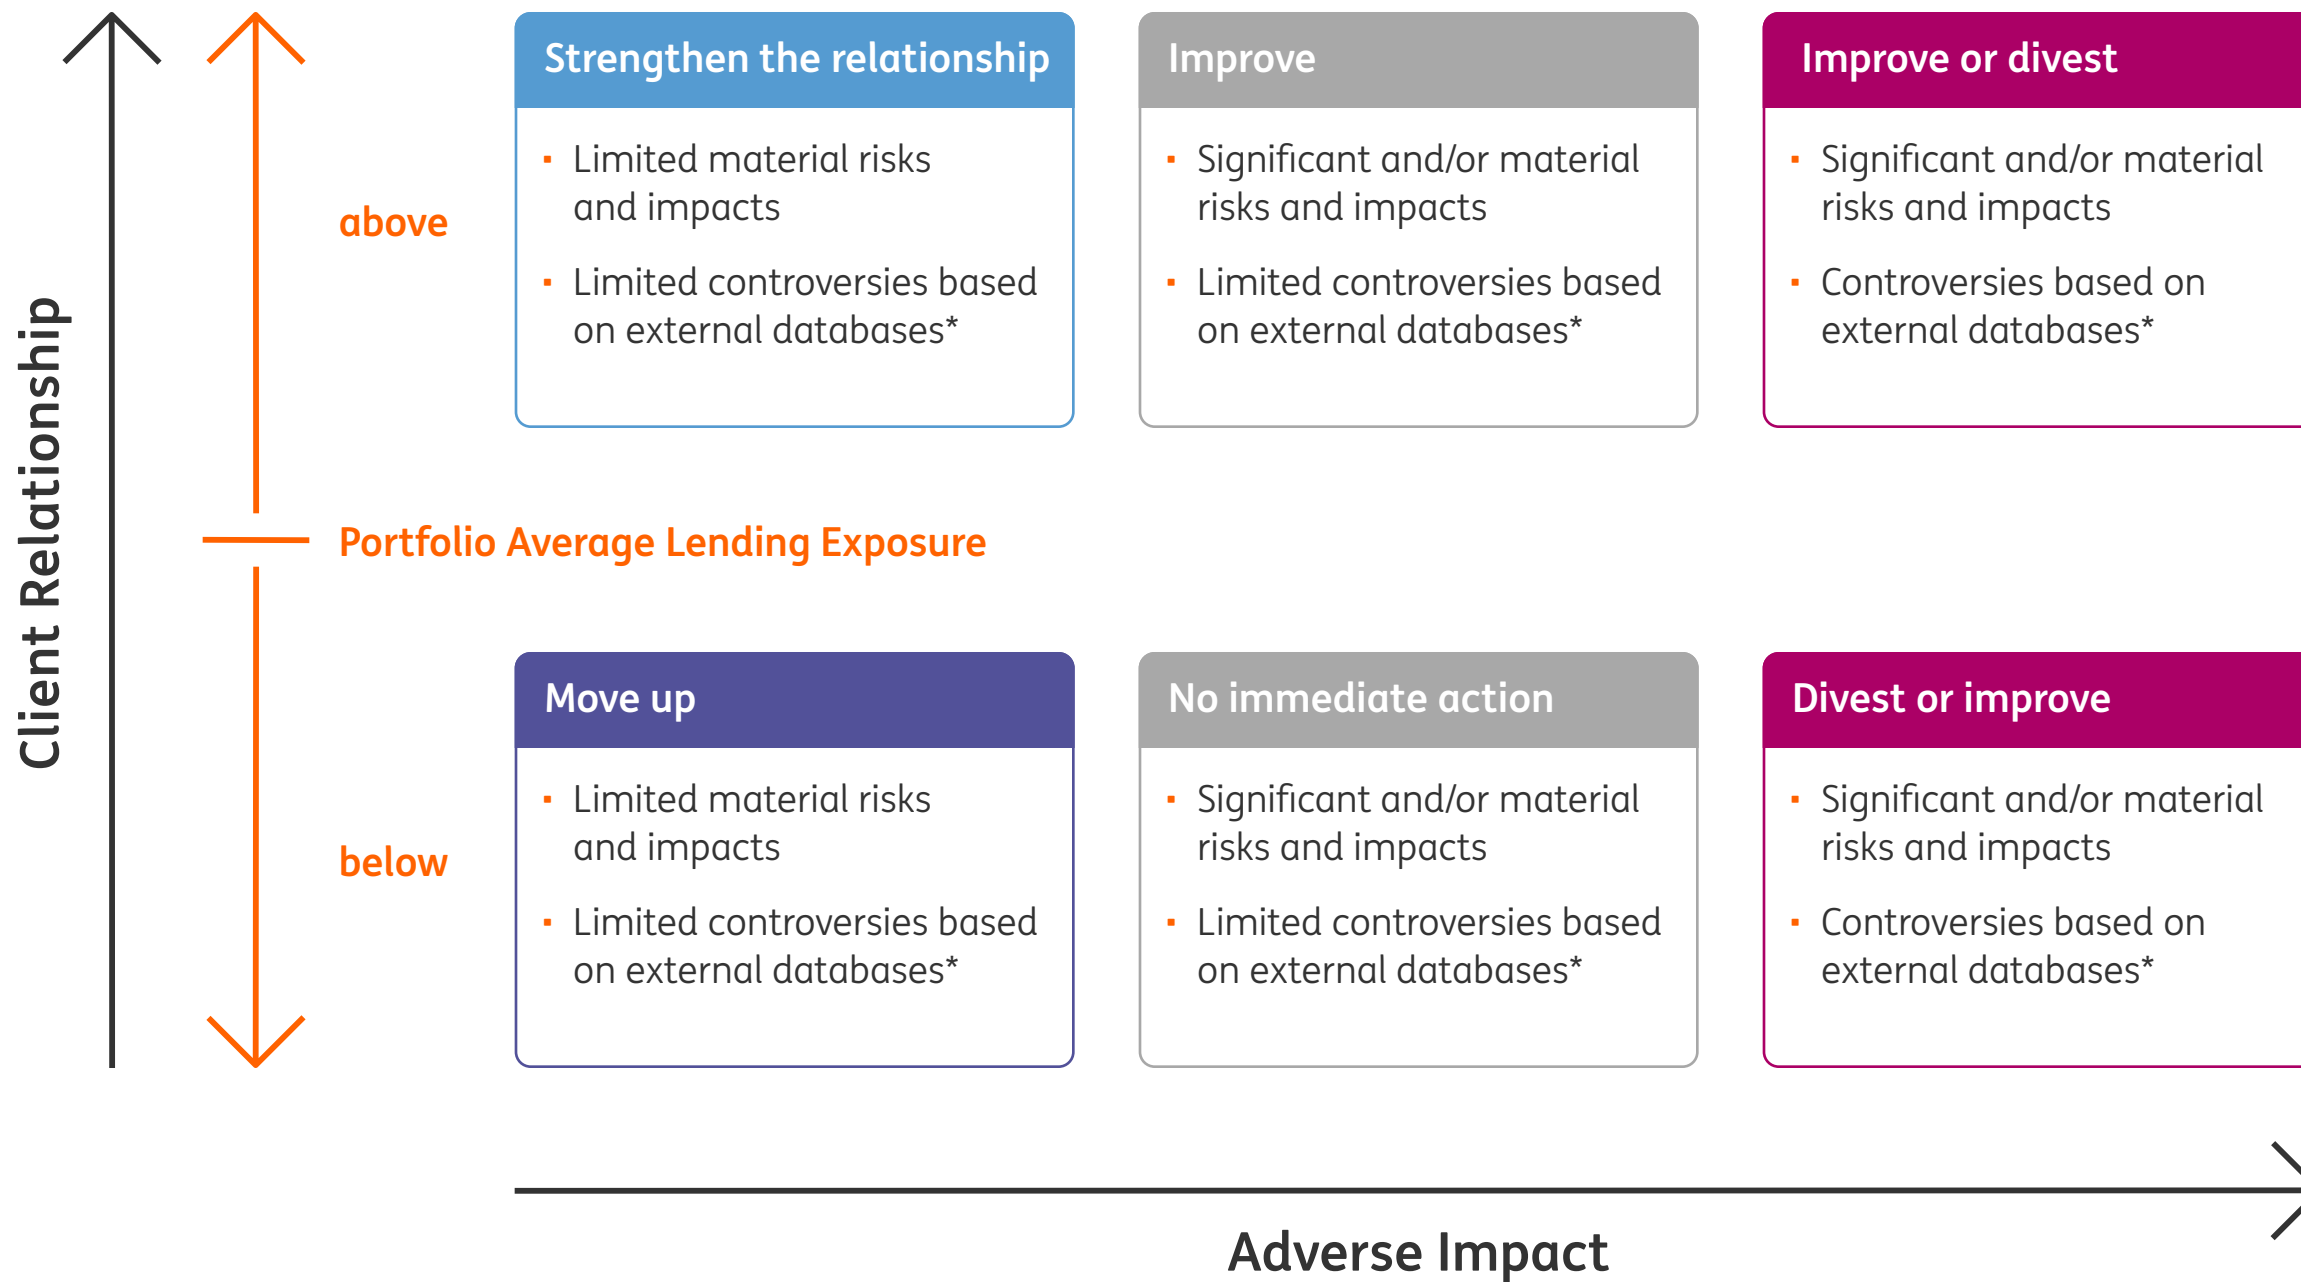 Client Relationship
above
Strengthen the relationship
▪ Limited material risks
and impacts
▪ Limited controversies based
on external databases*
Improve
▪ Significant and/or material
risks and impacts
▪ Limited controversies based
on external databases*
Improve or divest
▪ Significant and/or material
risks and impacts
▪ Controversies based on
external databases*
Portfolio Average Lending Exposure
below
Move up
▪ Limited material risks
and impacts
▪ Limited controversies based
on external databases*
No immediate action
▪ Significant and/or material
risks and impacts
▪ Limited controversies based
on external databases*
Divest or improve
▪ Significant and/or material
risks and impacts
▪ Controversies based on
external databases*
Adverse Impact